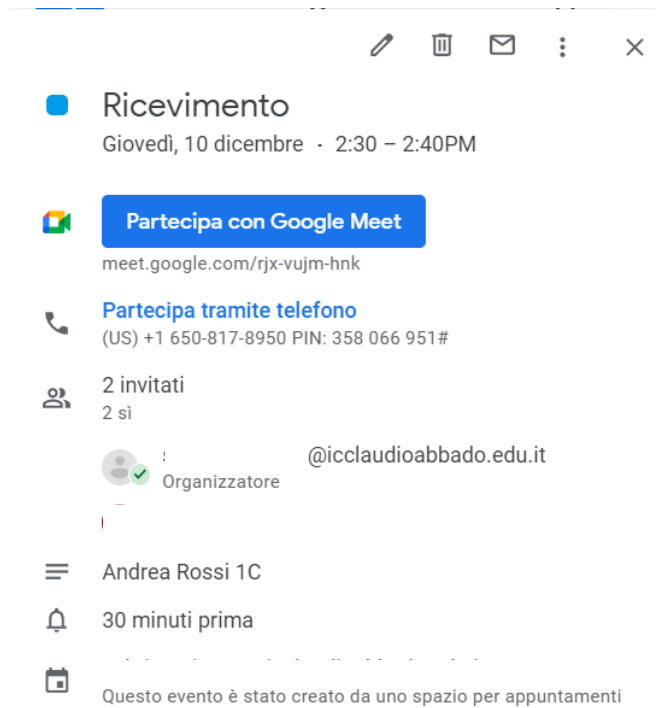 Ricevimento
Giovedì, 10 dicembre · 2:30 – 2:40PM
Partecipa con Google Meet
meet.google.com/rjx-vujm-hnk
Partecipa tramite telefono
(US) +1 650-817-8950 PIN: 358 066 951#
2 invitati
2 sì
@icclaudioabbado.edu.it
Organizzatore
Andrea Rossi 1C
30 minuti prima
Questo evento è stato creato da uno spazio per appuntamenti